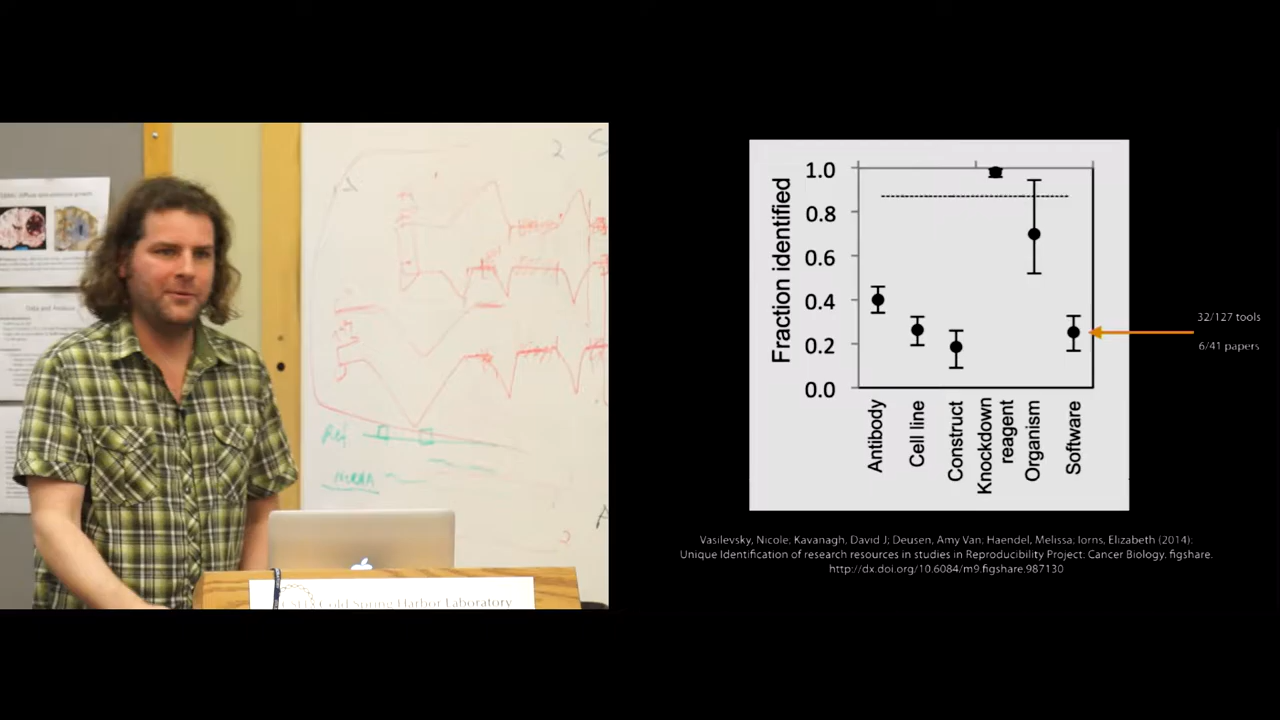 Ref
CSHL Cold Spring Harbor Laboratory
Fraction identified
1.0
0.8
0.6
0.4
0.2
0.0
Antibody
Cell line
Construct
Knockdown
reagent
Organism
Software
32/127 tools
6/41 papers
Vasilevsky, Nicole; Kavanagh, David J; Deusen, Amy Van; Haendel, Melissa; Iorns, Elizabeth (2014):
Unique Identification of research resources in studies in Reproducibility Project: Cancer Biology. figshare.
http://dx.doi.org/10.6084/m9.figshare.987130